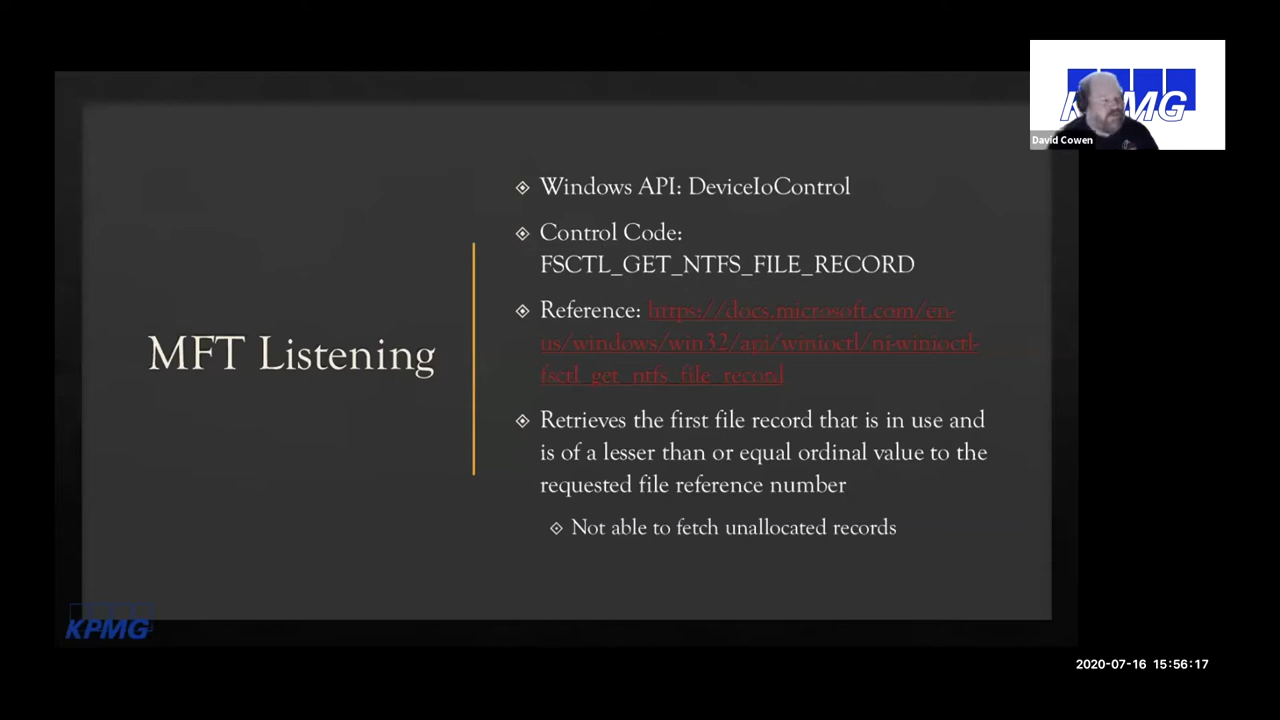 KPMG
David Cowen
MFT Listening
Windows API: DeviceIoControl
Control Code:
FSCTL_GET_NTFS_FILE_RECORD
Reference: https://docs.microsoft.com/en-
us/windows/win32/api/winioctl/ni-winioctl-
fsctl_get_ntfs_file_record
Retrieves the first file record that is in use and
is of a lesser than or equal ordinal value to the
requested file reference number
Not able to fetch unallocated records
KPMG
2020-07-16 15:56:17